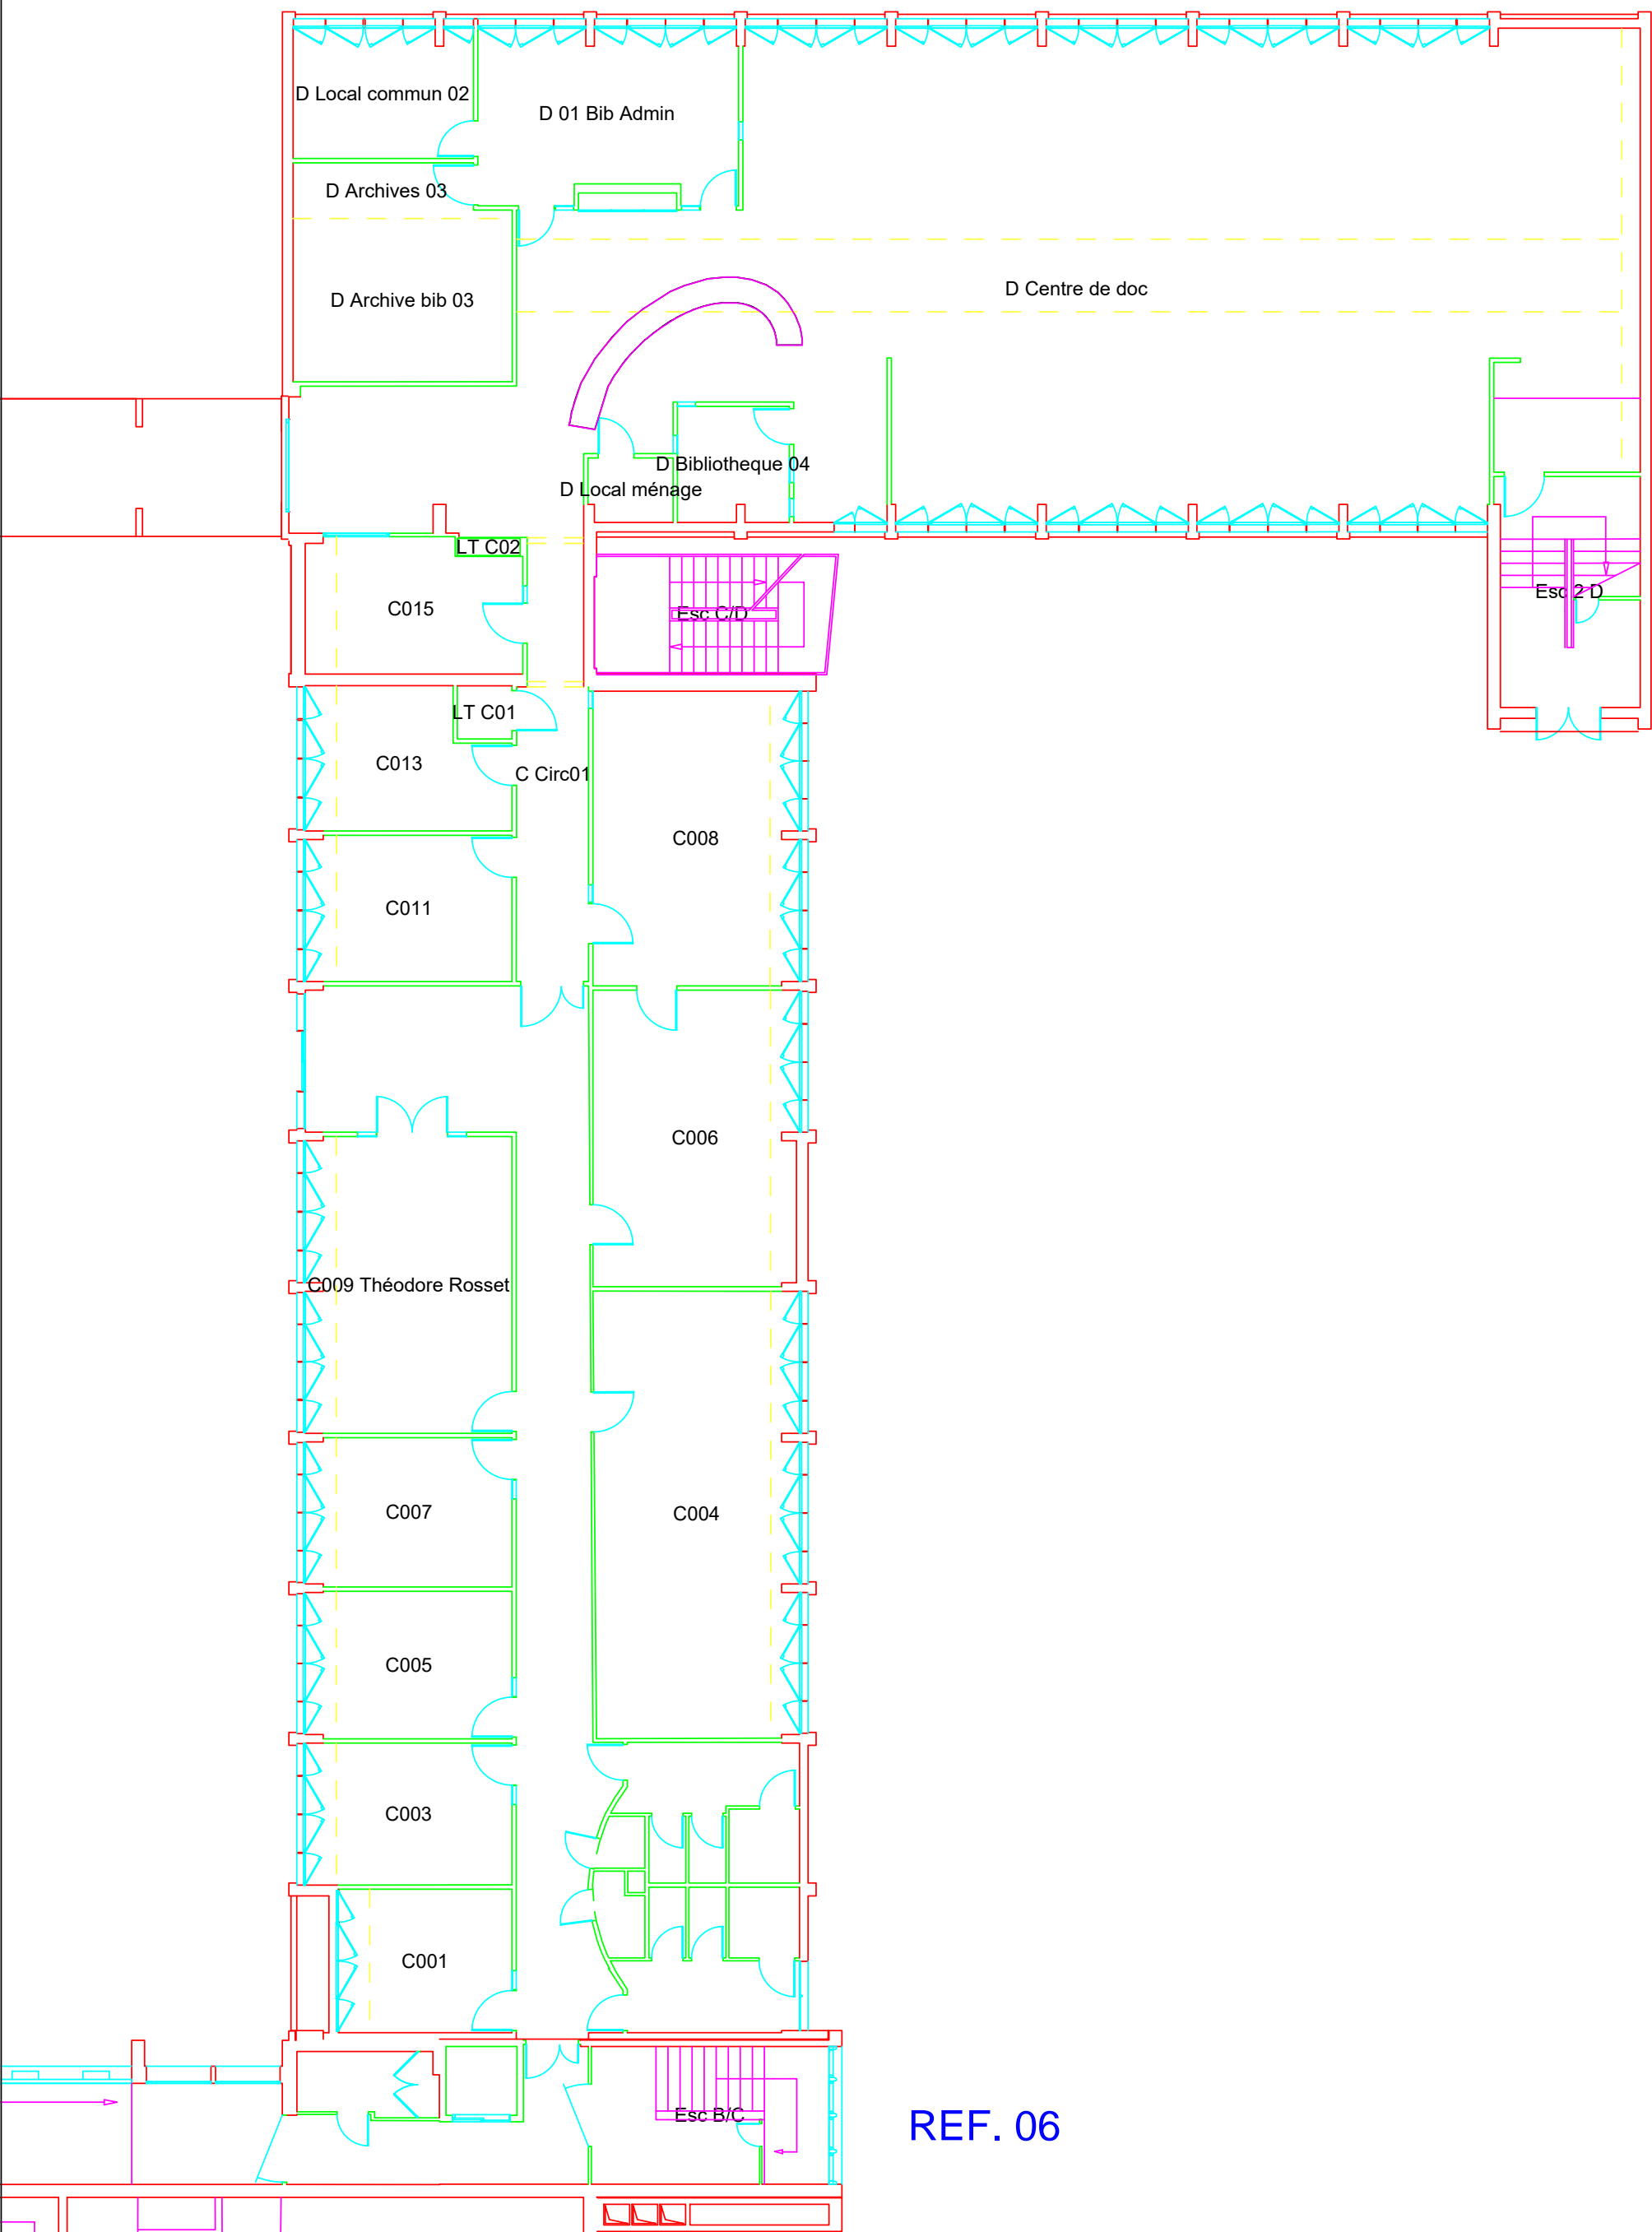 D Local commun 02
D 01 Bib Admin
D Archives 03
D Archive bib 03
D Centre de doc
D Bibliotheque 04
D Local ménage
LT C02
C015
Esc C/D
Esc 2 D
LT C01
C013
C Circ01
C008
C011
C006
C009 Théodore Rosset
C007
C004
C005
C003
C001
Esc B/C
REF. 06